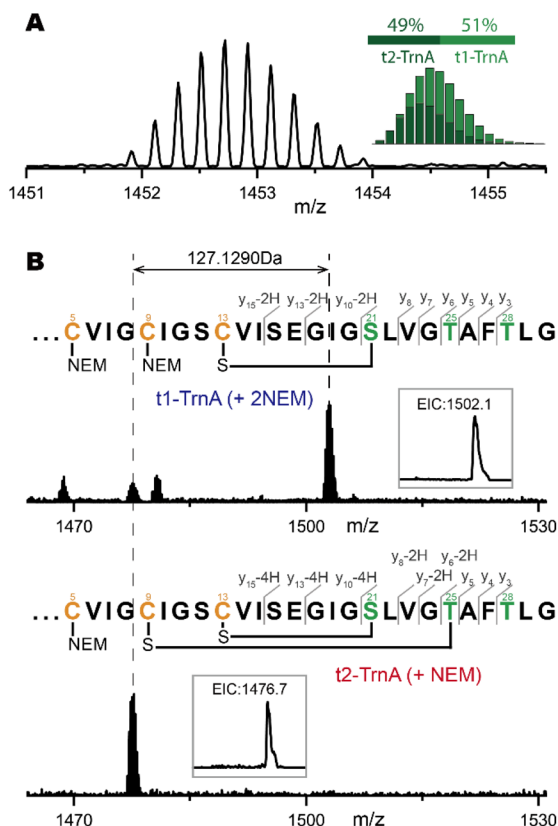 A
49% 51%
t2-TrnA t1-TrnA
1451 1452 1453 1454 1455
m/z
B
127.1290Da
y15-2H y13-2H y10-2H y8 y7 y6 y5 y4 y3
5 9 13 21 25 28
...CVIGCIGSCVISEGIGSLVGTAFTLG
NEM NEM S
t1-TrnA (+ 2NEM)
EIC:1502.1
1470 1500 m/z 1530
y8-2H y6-2H
y15-4H y13-4H y10-4H y7-2H y5 y4 y3
5 9 13 21 25 28
...CVIGCIGSCVISEGIGSLVGTAFTLG
NEM S S
t2-TrnA (+ NEM)
EIC:1476.7
1470 1500 m/z 1530